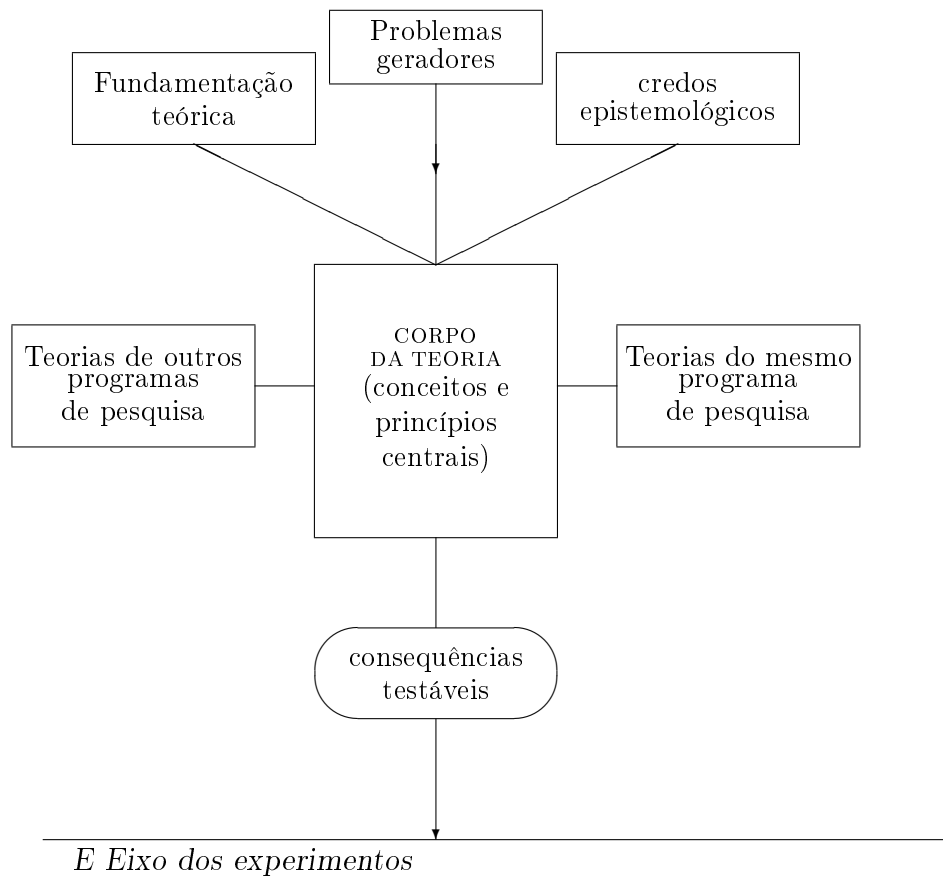 Problemas
geradores
Fundamentação
teórica
credos
epistemológicos
Teorias de outros
programas
de pesquisa
CORPO
DA TEORIA
(conceitos e
princípios
centrais)
Teorias do mesmo
programa
de pesquisa
consequências
testáveis
E Eixo dos experimentos